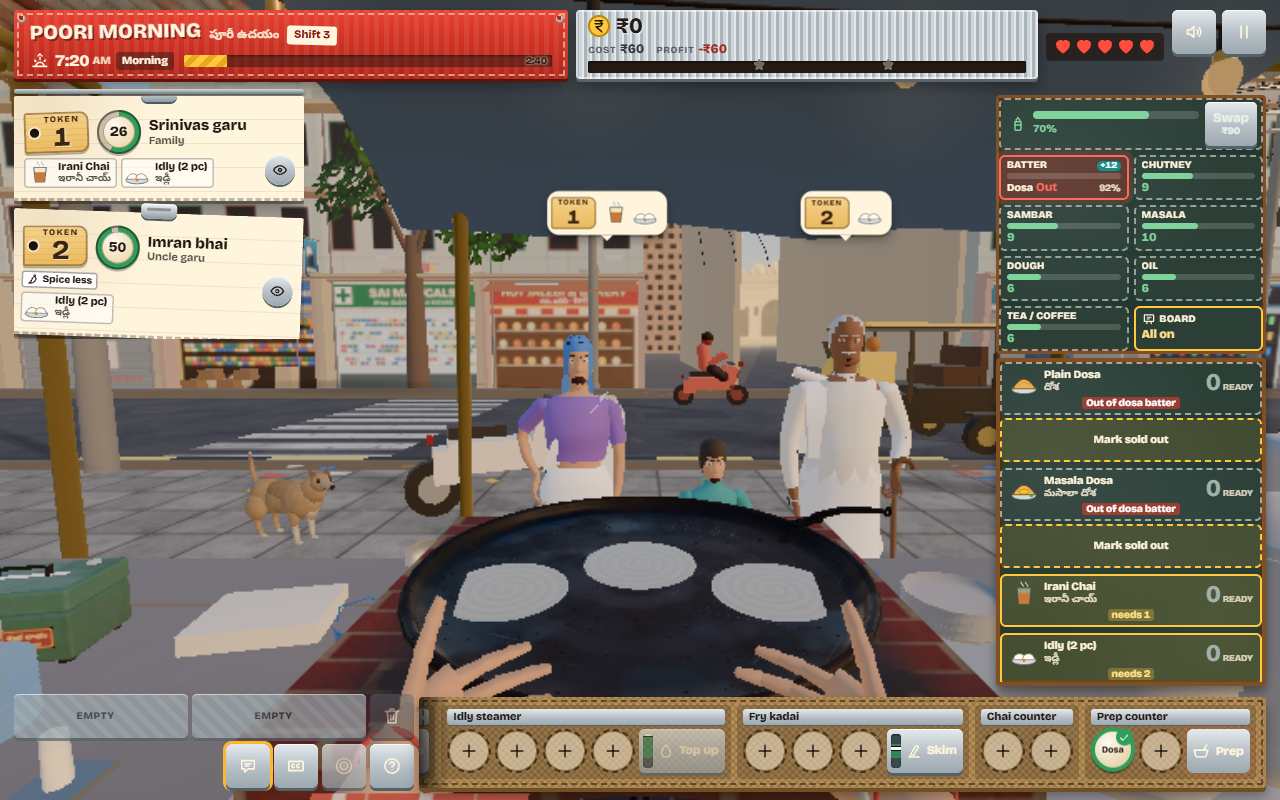 POORI MORNING పూరీ ఉదయం Shift 3
7:20 AM Morning 2:40
₹0
COST ₹60 PROFIT -₹60
TOKEN 1 26 Srinivas garu
Family
Irani Chai
ఇరానీ చాయ్
Idly (2 pc)
ఇడ్లీ
TOKEN 2 50 Imran bhai
Uncle garu
Spice less
Idly (2 pc)
ఇడ్లీ
TOKEN 1
TOKEN 2
70%
Swap
₹90
BATTER +12
Dosa Out 92%
CHUTNEY
9
SAMBAR
9
MASALA
10
DOUGH
6
OIL
6
TEA / COFFEE
6
BOARD
All on
Plain Dosa
దోశ
0 READY
Out of dosa batter
Mark sold out
Masala Dosa
మసాలా దోశ
0 READY
Out of dosa batter
Mark sold out
Irani Chai
ఇరానీ చాయ్
0 READY
needs 1
Idly (2 pc)
ఇడ్లీ
0 READY
needs 2
EMPTY
EMPTY
CC
?
Idly steamer
Top up
Fry kadai
Skim
Chai counter
Prep counter
Dosa
Prep